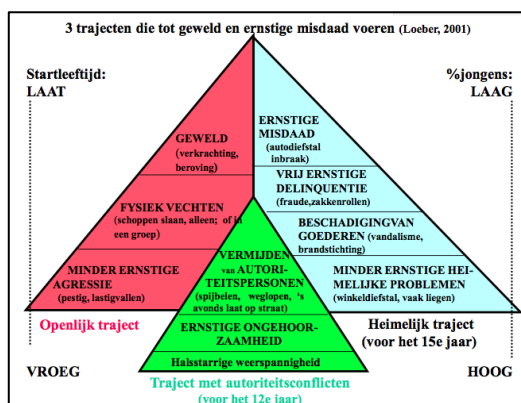 3 trajecten die tot geweld en ernstige misdaad voeren (Loeber, 2001)
Startleeftijd:
LAAT
%jongens:
LAAG
GEWELD
(verkrachting,
beroving)
FYSIEK VECHTEN
(schoppen slaan, alleen; of in
een groep)
MINDER ERNSTIGE
AGRESSIE
(pestig, lastigvallen)
Openlijk traject
ERNSTIGE
MISDAAD
(autodiefstal
inbraak)
VRIJ ERNSTIGE
DELINQUENTIE
(fraude,zakkenrollen)
BESCHADIGINGVAN
GOEDEREN (vandalisme,
brandstichting)
MINDER ERNSTIGE HEI-
MELIJKE PROBLEMEN
(winkeldiefstal, vaak liegen)
Heimelijk traject
(voor het 15e jaar)
VERMIJDEN
van AUTORI-
TEITSPERSONEN
(spijbelen, weglopen, ‘s
avonds laat op straat)
ERNSTIGE ONGEHOOR-
ZAAMHEID
Halsstarrige weerspannigheid
VROEG
HOOG
Traject met autoriteitsconflicten
(voor het 12e jaar)